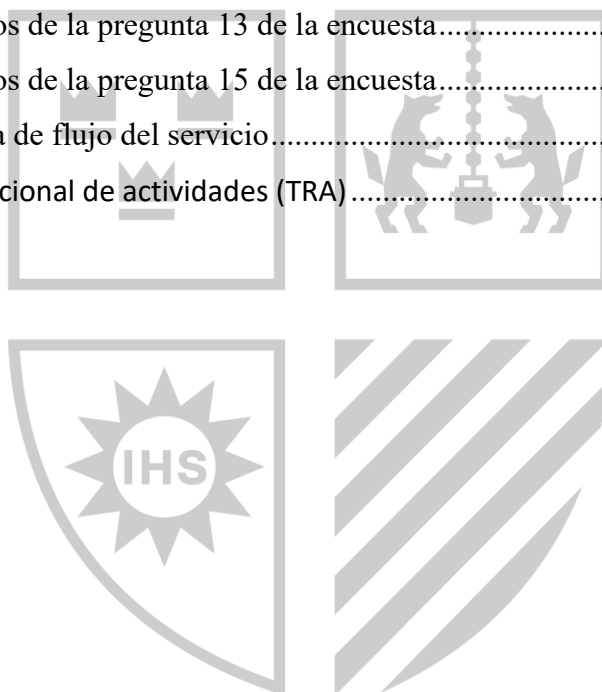 os de la pregunta 13 de la encuesta....................
os de la pregunta 15 de la encuesta....................
a de flujo del servicio........................................
cional de actividades (TRA)..............................
IHS